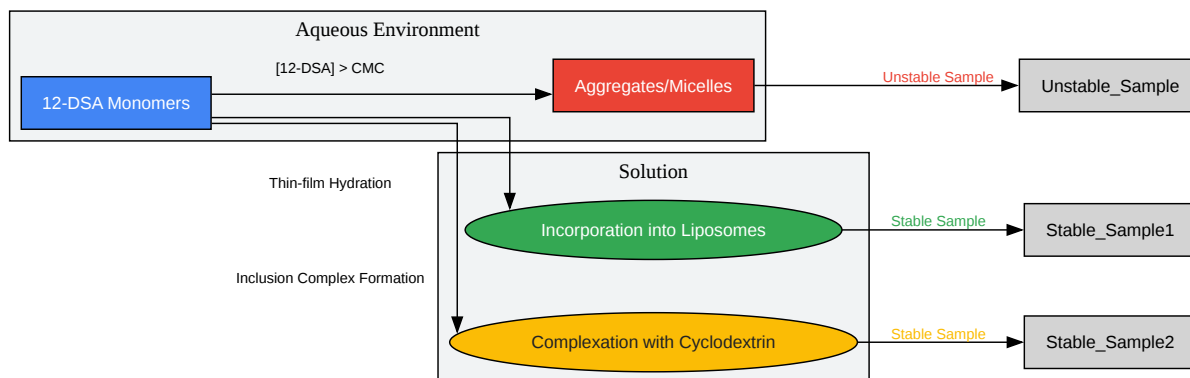 Aqueous Environment
[12-DSA] > CMC
12-DSA Monomers
Aggregates/Micelles
Unstable Sample
Unstable_Sample
Thin-film Hydration
Solution
Incorporation into Liposomes
Stable Sample
Stable_Sample1
Inclusion Complex Formation
Complexation with Cyclodextrin
Stable Sample
Stable_Sample2